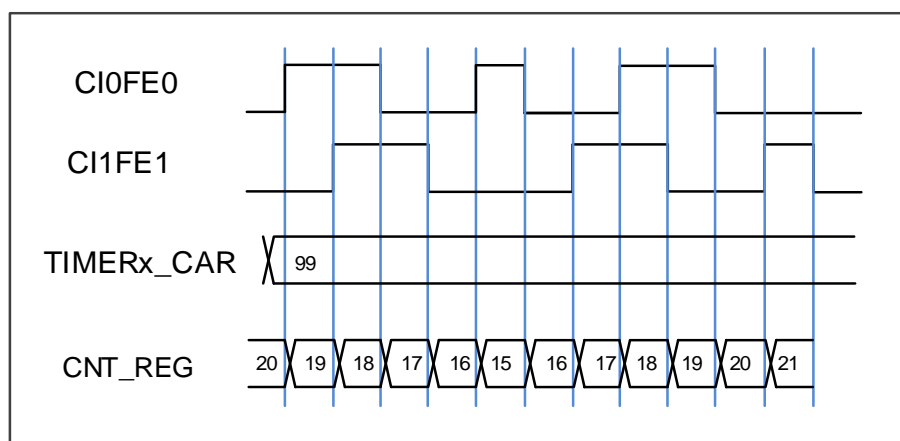 CI0FE0
CI1FE1
TIMERx_CAR 99
CNT_REG 20 19 18 17 16 15 16 17 18 19 20 21